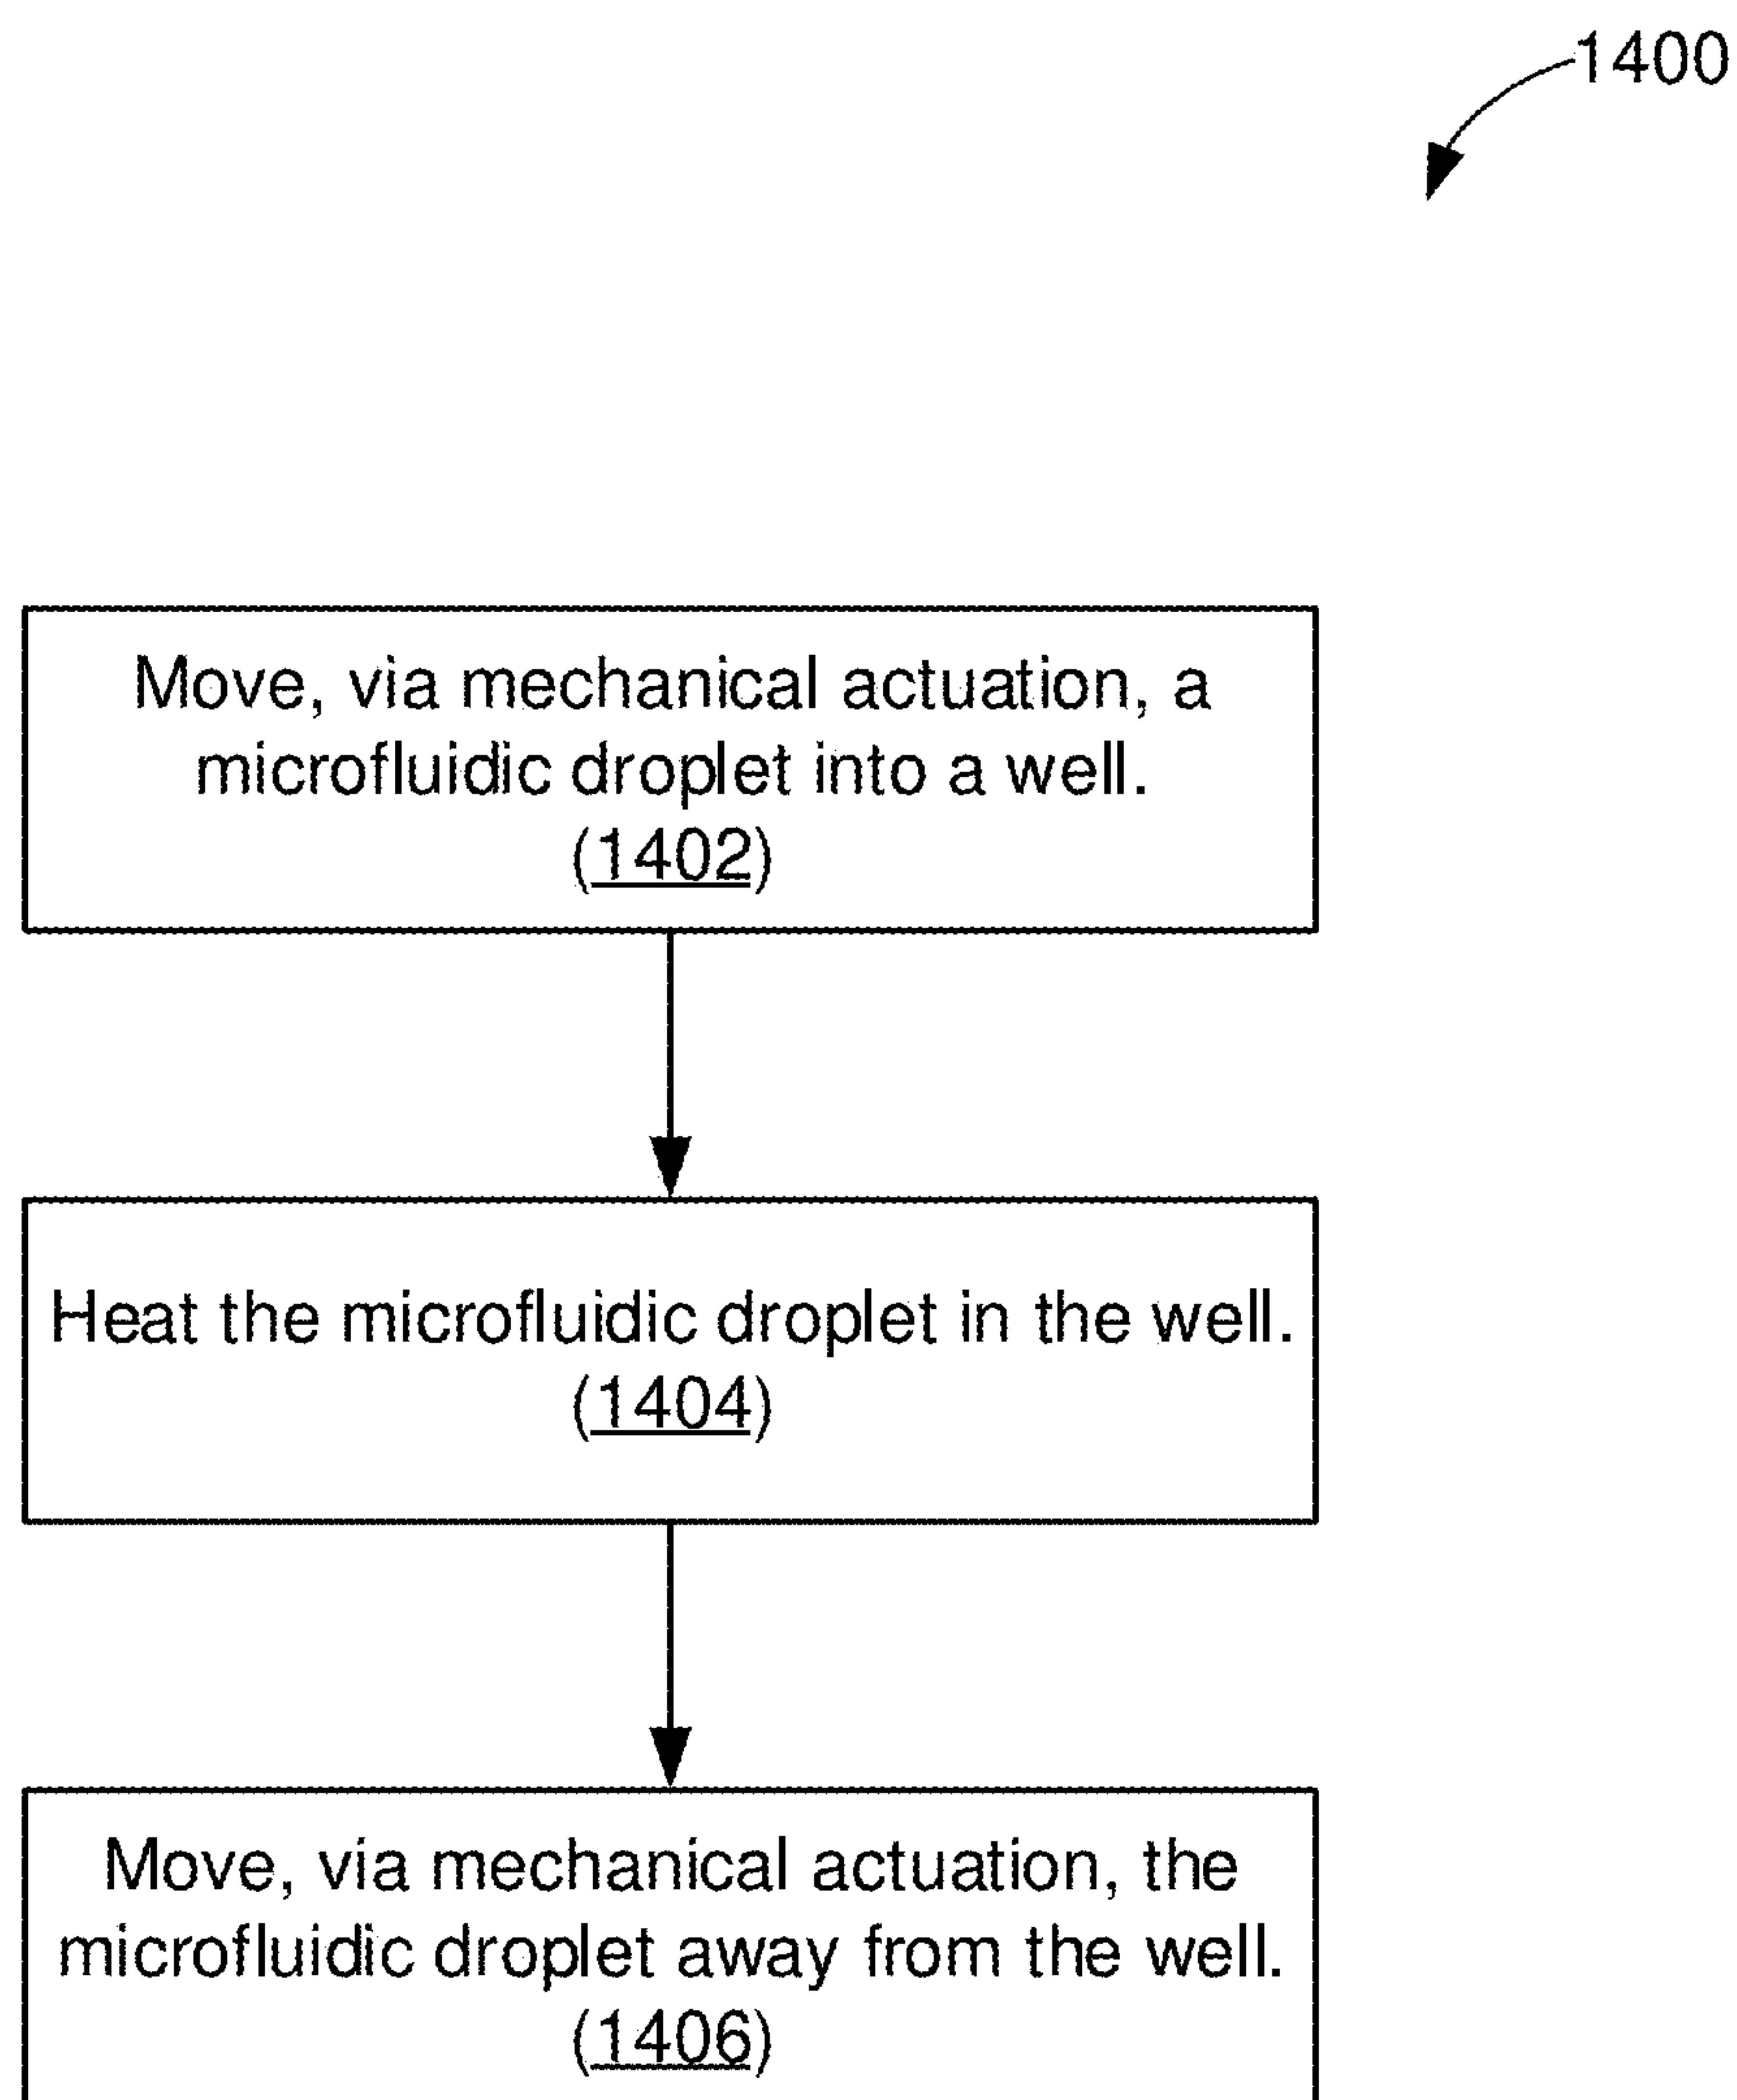 1400
Move, via mechanical actuation, a
microfluidic droplet into a well.
(1402)
Heat the microfluidic droplet in the well.
(1404)
Move, via mechanical actuation, the
microfluidic droplet away from the well.
(1406)